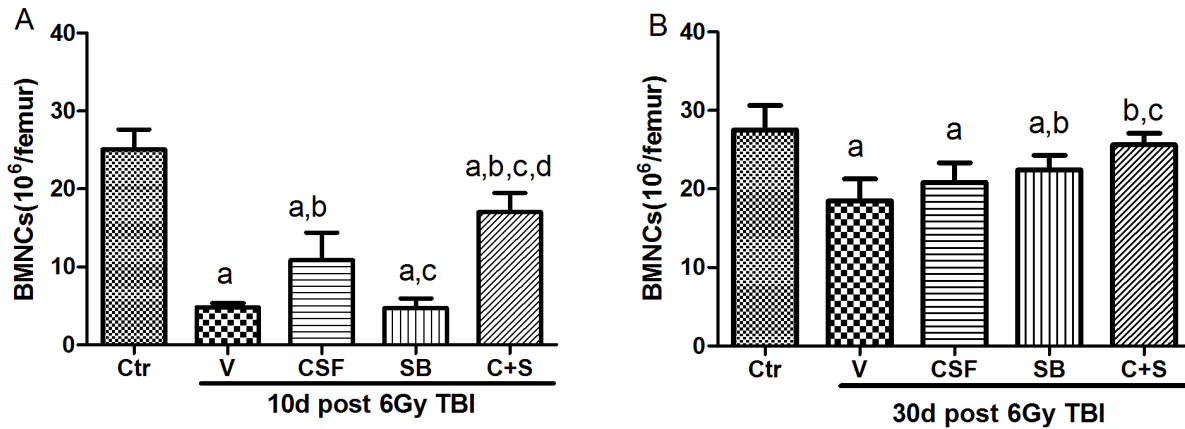 A
BMNCs(10⁶/femur)
40
30
20
10
0
a
a,b
a,c
a,b,c,d
Ctr V CSF SB C+S
10d post 6Gy TBI
B
BMNCs(10⁶/femur)
40
30
20
10
0
a
a
a,b
b,c
Ctr V CSF SB C+S
30d post 6Gy TBI